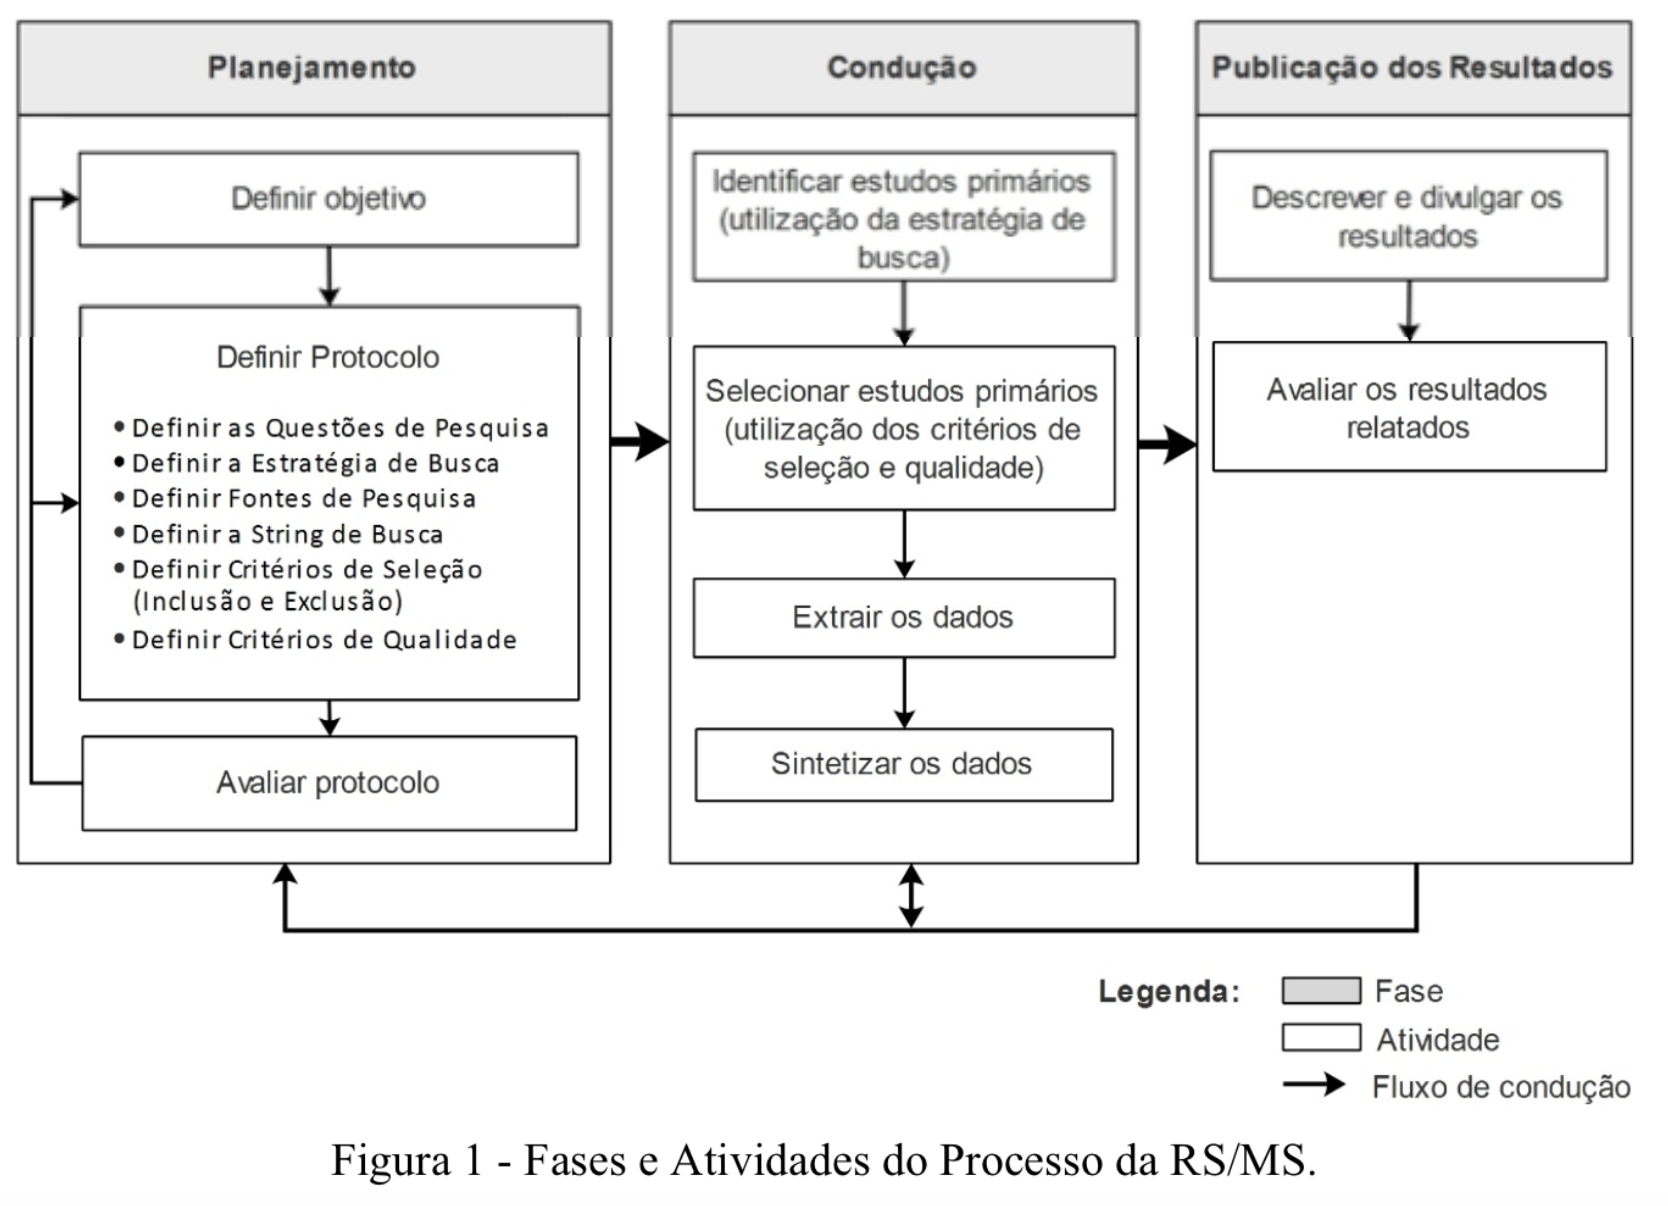 Planejamento
Definir objetivo
Definir Protocolo
• Definir as Questões de Pesquisa
• Definir a Estratégia de Busca
• Definir Fontes de Pesquisa
• Definir a String de Busca
• Definir Critérios de Seleção
(Inclusão e Exclusão)
• Definir Critérios de Qualidade
Avaliar protocolo
Condução
Identificar estudos primários
(utilização da estratégia de
busca)
Selecionar estudos primários
(utilização dos critérios de
seleção e qualidade)
Extrair os dados
Sintetizar os dados
Publicação dos Resultados
Descrever e divulgar os
resultados
Avaliar os resultados
relatados
Legenda:
Fase
Atividade
Fluxo de condução
Figura 1 - Fases e Atividades do Processo da RS/MS.